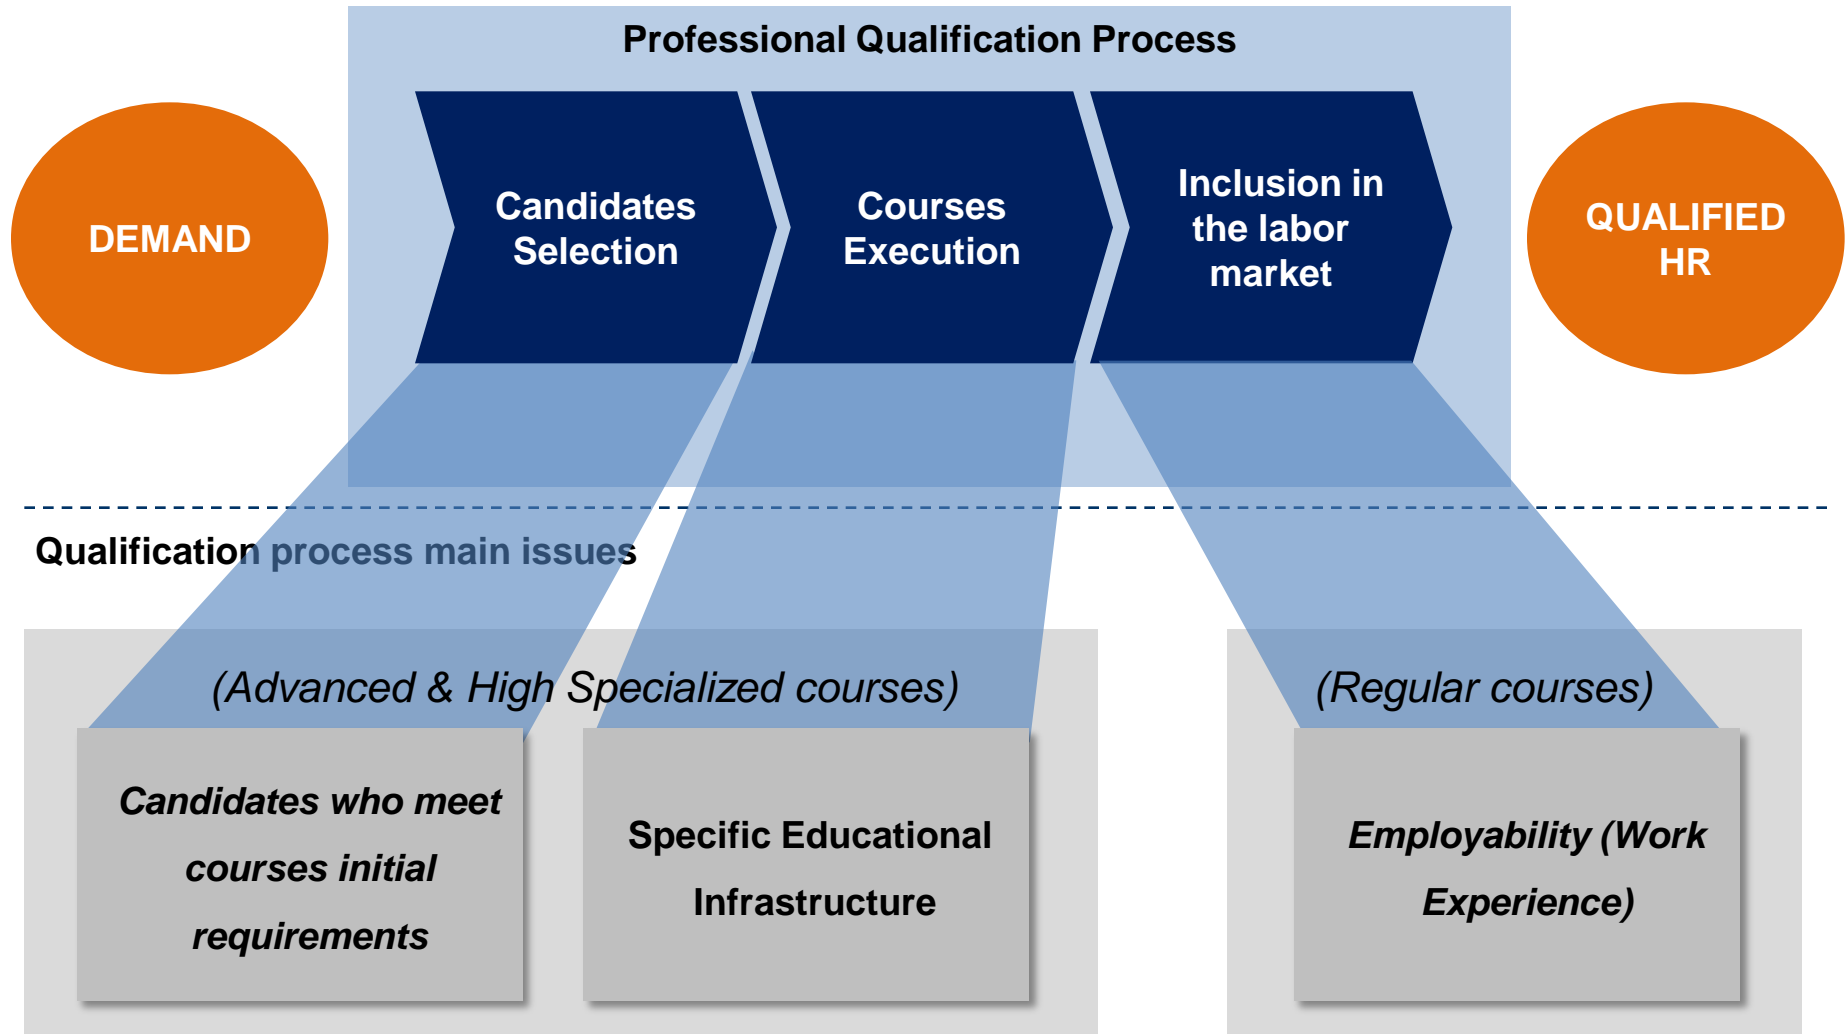 Professional Qualification Process
DEMAND
Candidates
Selection
Courses
Execution
Inclusion in
the labor
market
QUALIFIED
HR
Qualification process main issues
(Advanced & High Specialized courses)
(Regular courses)
Candidates who meet
courses initial
requirements
Specific Educational
Infrastructure
Employability (Work
Experience)